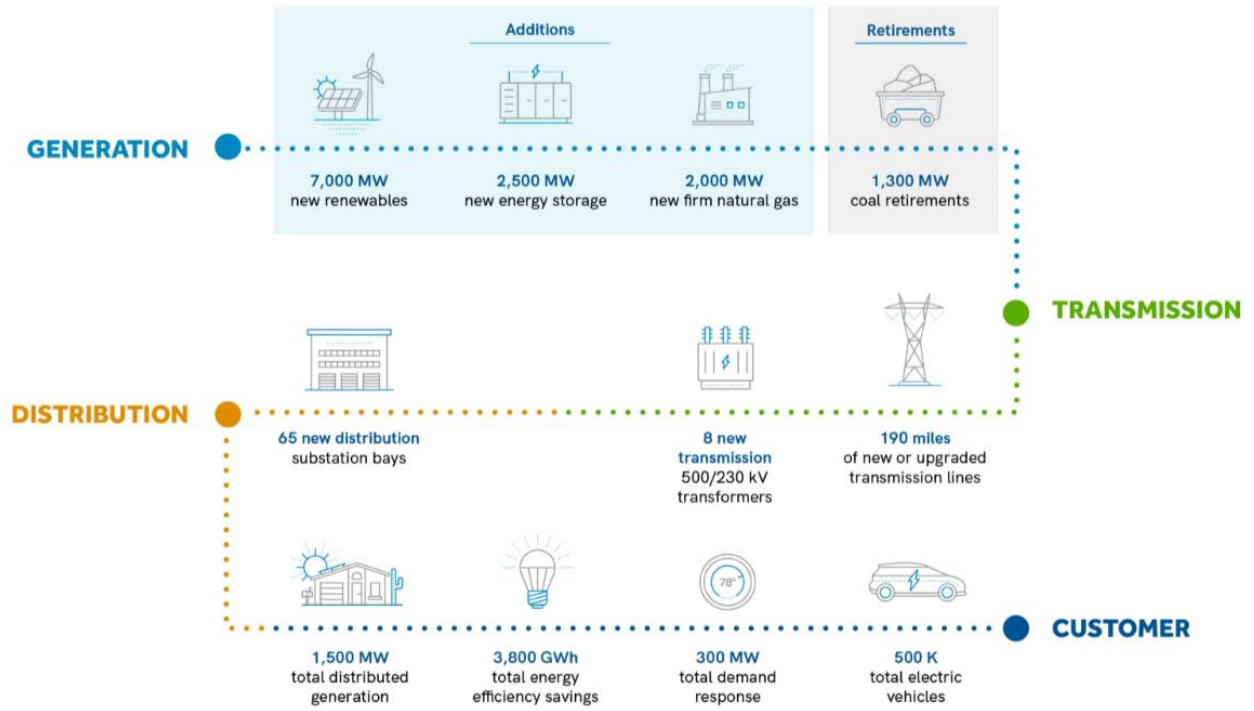 Additions
Retirements
GENERATION
7,000 MW
new renewables
2,500 MW
new energy storage
2,000 MW
new firm natural gas
1,300 MW
coal retirements
TRANSMISSION
DISTRIBUTION
65 new distribution
substation bays
8 new
transmission
500/230 kV
transformers
190 miles
of new or upgraded
transmission lines
78°
CUSTOMER
1,500 MW
total distributed
generation
3,800 GWh
total energy
efficiency savings
300 MW
total demand
response
500 K
total electric
vehicles